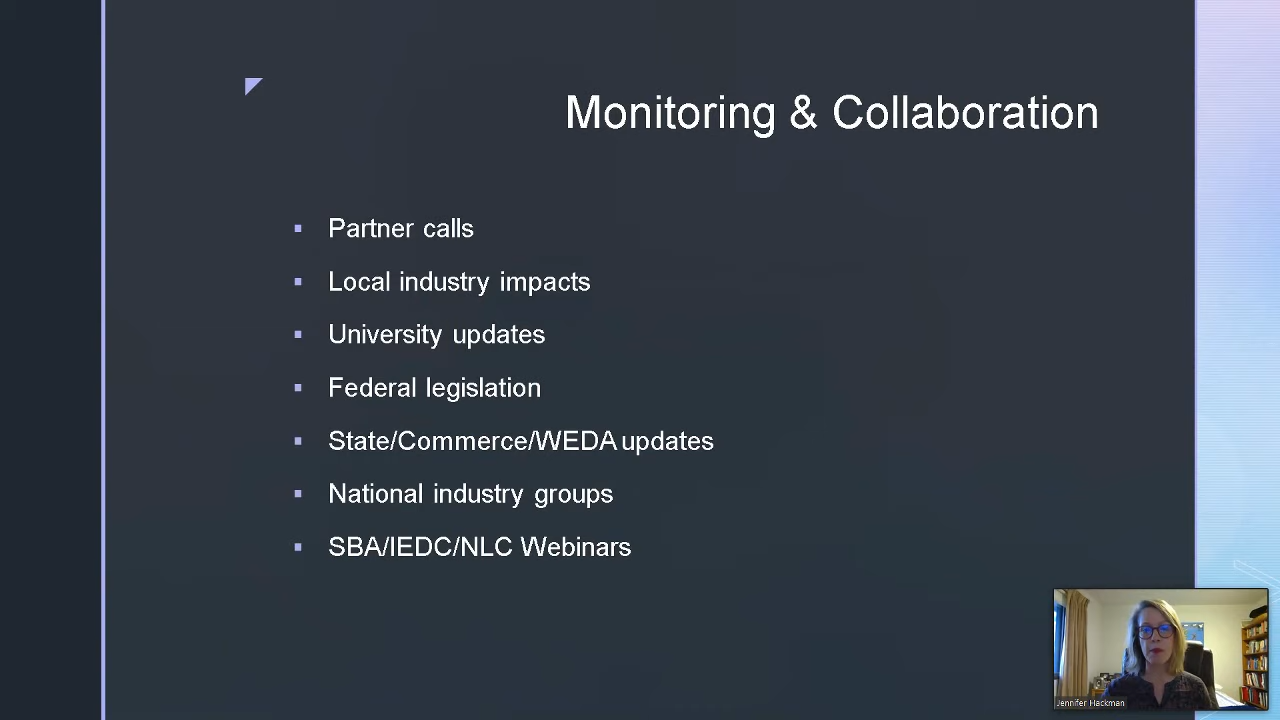 Monitoring & Collaboration
Partner calls
Local industry impacts
University updates
Federal legislation
State/Commerce/WEDA updates
National industry groups
SBA/IEDC/NLC Webinars
Jennifer Hackman